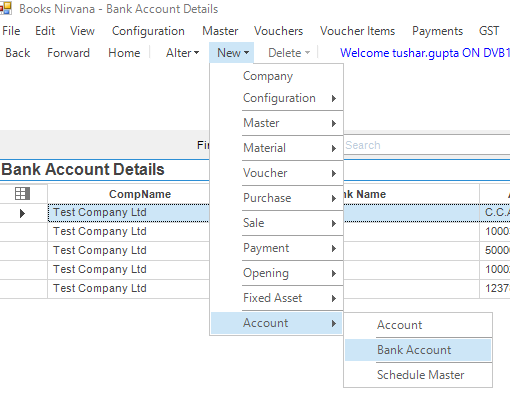 Books Nirvana - Bank Account Details
File Edit View Configuration Master Vouchers Voucher Items Payments GST
Back Forward Home Alter New Delete Welcome tushar.gupta ON DVB1
Company
Configuration
Master
Search
Material
Voucher
Purchase
Sale
Payment
Opening
Fixed Asset
Account
Account
Bank Account
Schedule Master
Bank Account Details
CompName Name
Test Company Ltd C.C.A
Test Company Ltd 1000
Test Company Ltd 5000
Test Company Ltd 1000
Test Company Ltd 1237